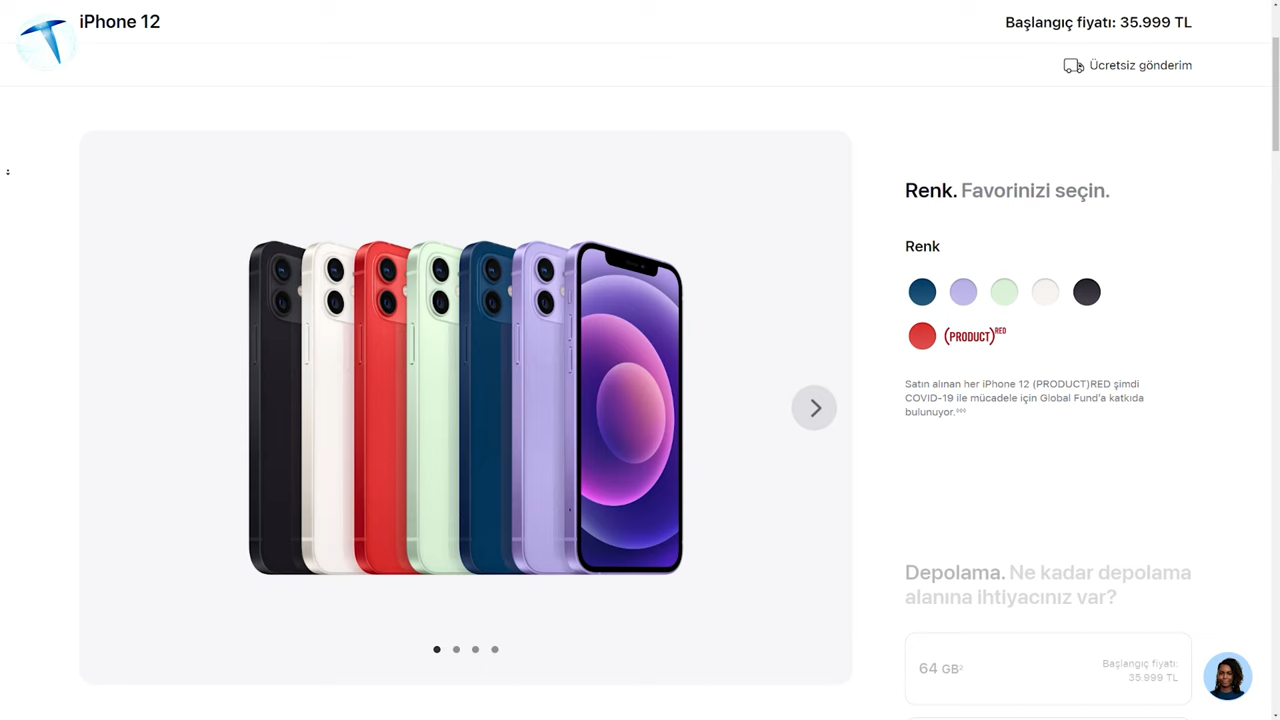 iPhone 12
Başlangıç fiyatı: 35.999 TL
Ücretsiz gönderim
Renk. Favorinizi seçin.
Renk
(PRODUCT)RED
Satın alınan her iPhone 12 (PRODUCT)RED şimdi
COVID-19 ile mücadele için Global Fund'a katkıda
bulunuyor.◊◊◊
Depolama. Ne kadar depolama
alanına ihtiyacınız var?
64 GB²
Başlangıç fiyatı:
35.999 TL